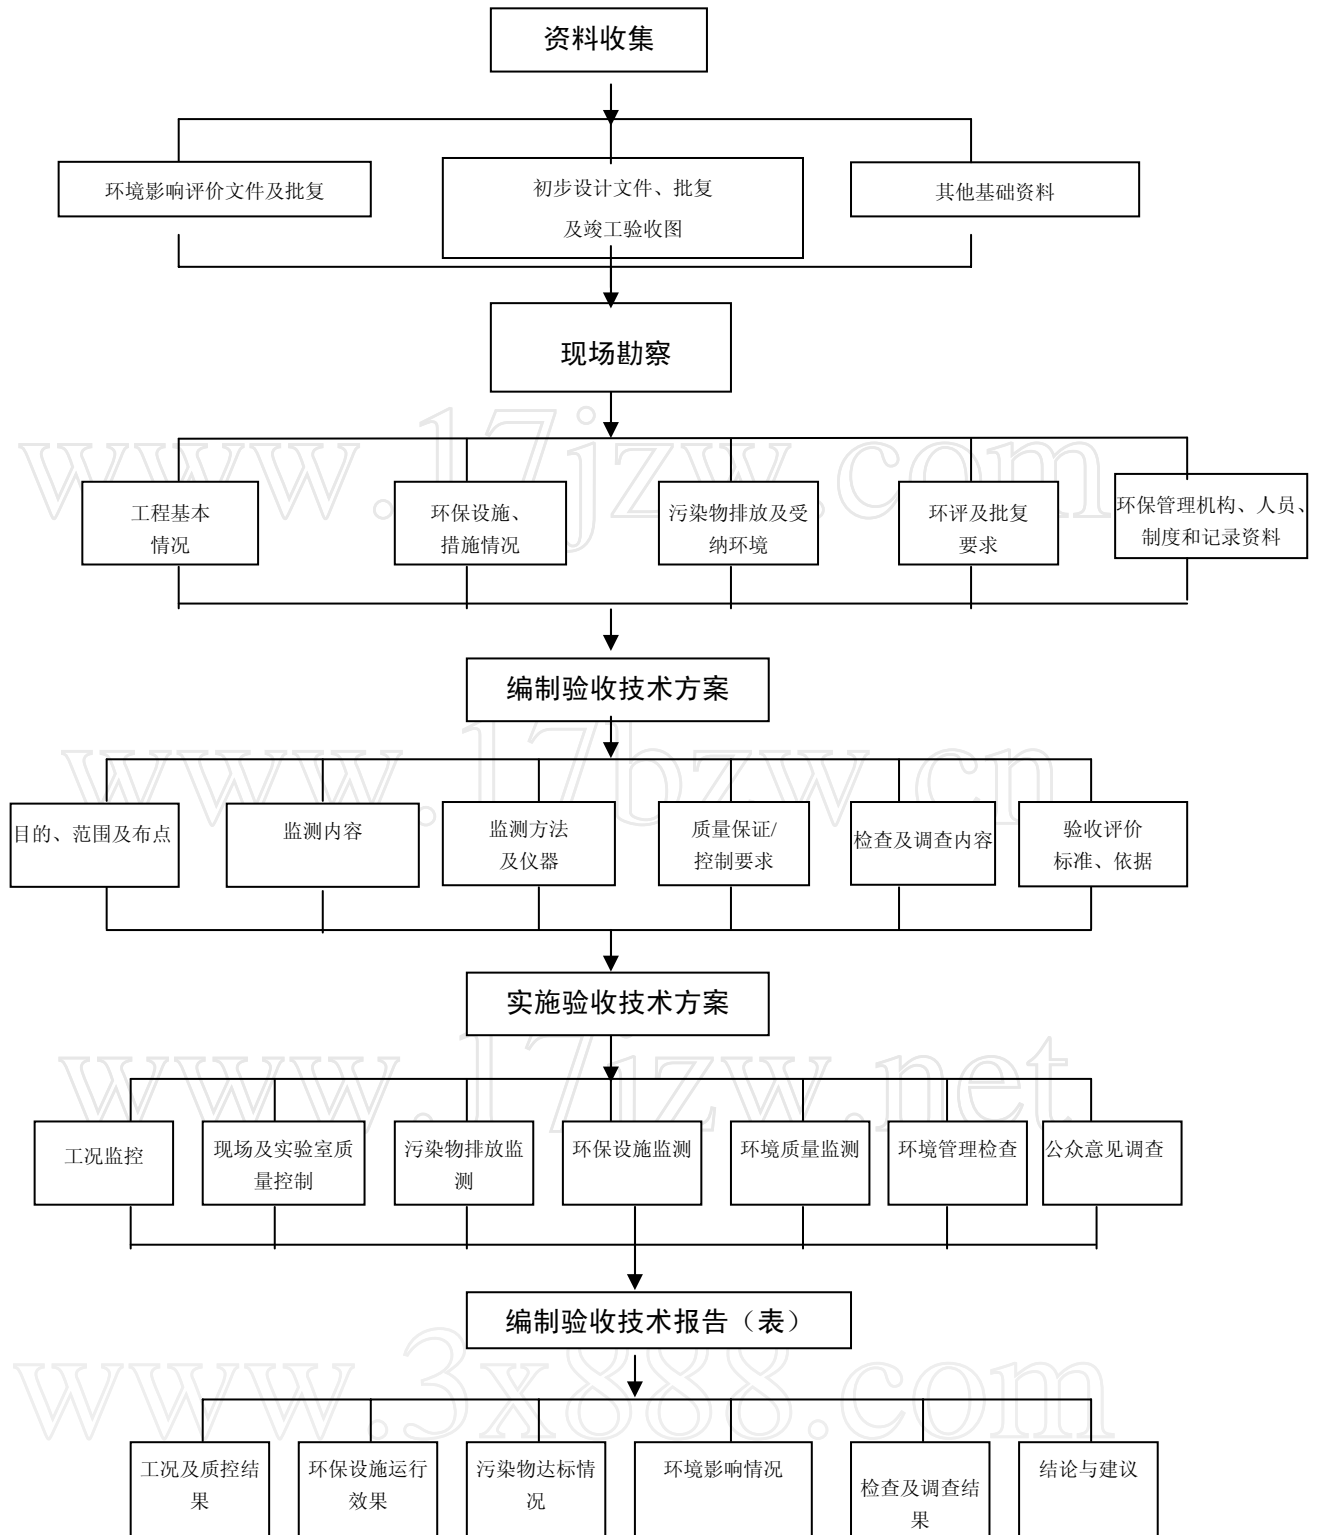 资料收集
环境影响评价文件及批复
初步设计文件、批复
及竣工验收图
其他基础资料
现场勘察
www.17jzw.com
工程基本
情况
环保设施、
措施情况
污染物排放及受
纳环境
环评及批复
要求
环保管理机构、人员、
制度和记录资料
编制验收技术方案
www.17bzw.cn
目的、范围及布点
监测内容
监测方法
及仪器
质量保证/
控制要求
检查及调查内容
验收评价
标准、依据
实施验收技术方案
www.17jzw.net
工况监控
现场及实验室质
量控制
污染物排放监
测
环保设施监测
环境质量监测
环境管理检查
公众意见调查
编制验收技术报告（表）
www.3x888.com
工况及质控结
果
环保设施运行
效果
污染物达标情
况
环境影响情况
检查及调查结
果
结论与建议